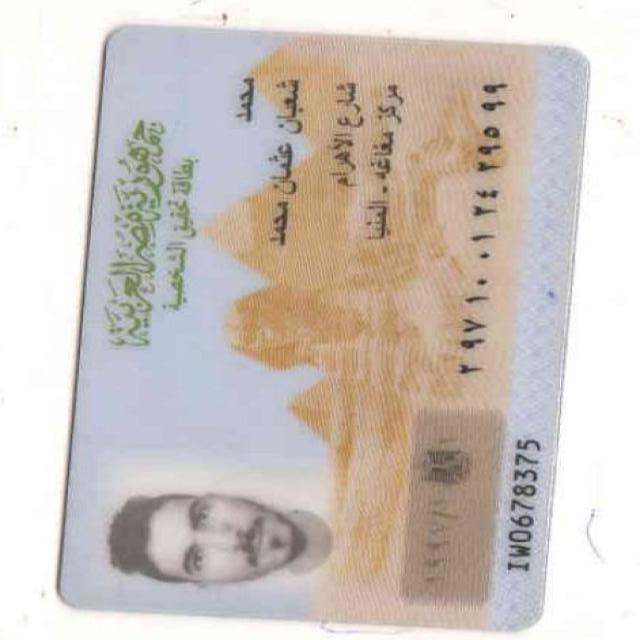 جمهورية مصر العربية
بطاقة تحقيق الشخصية
محمد
شعبان عثمان محمد
شارع الأهرام
مركز مغاغه - المنيا
٢٩٧١٠٠١٢٤٢٩٥٩٩
IW0678375